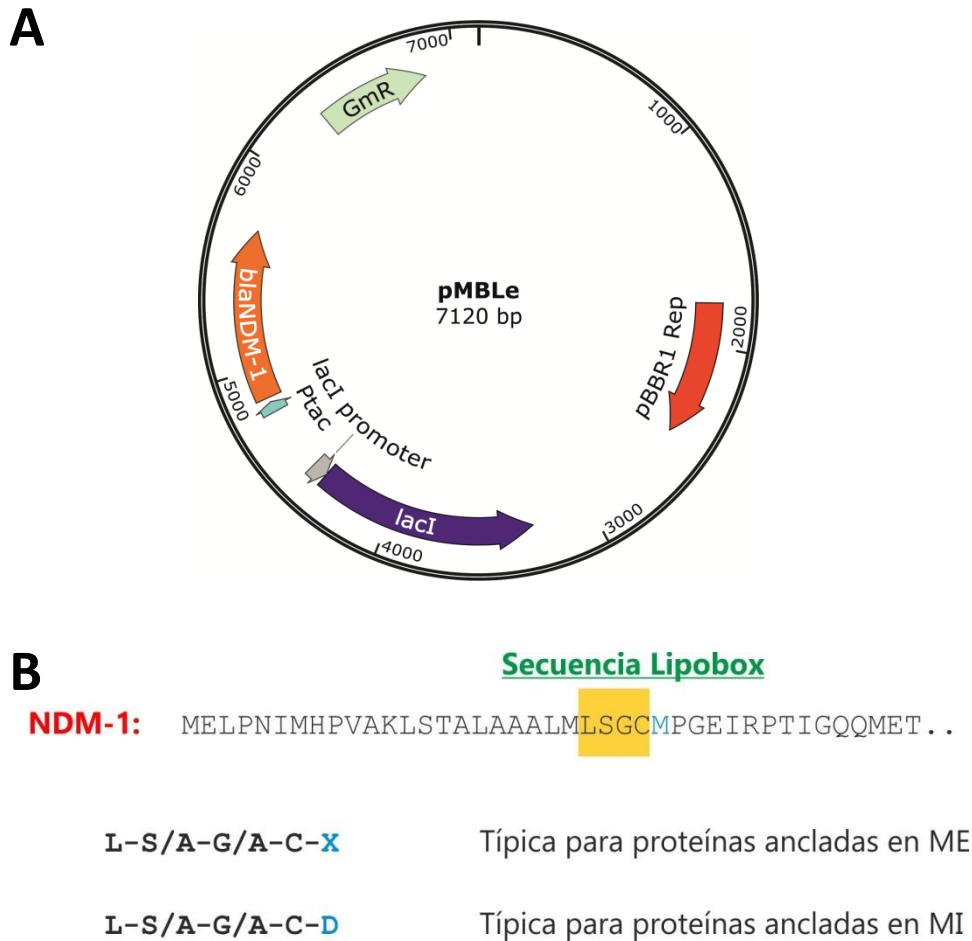 A
7000
1000
GmR
6000
pMBLe
7120 bp
blaNDM-1
pBBR1 Rep
2000
5000
Ptac
lacI promoter
lacI
3000
4000
B
Secuencia Lipobox
NDM-1: MELPNIMHPVAKLSTALAAALMLSGCMPGEIRPTIGQQMET..
L-S/A-G/A-C-X Típica para proteínas ancladas en ME
L-S/A-G/A-C-D Típica para proteínas ancladas en MI